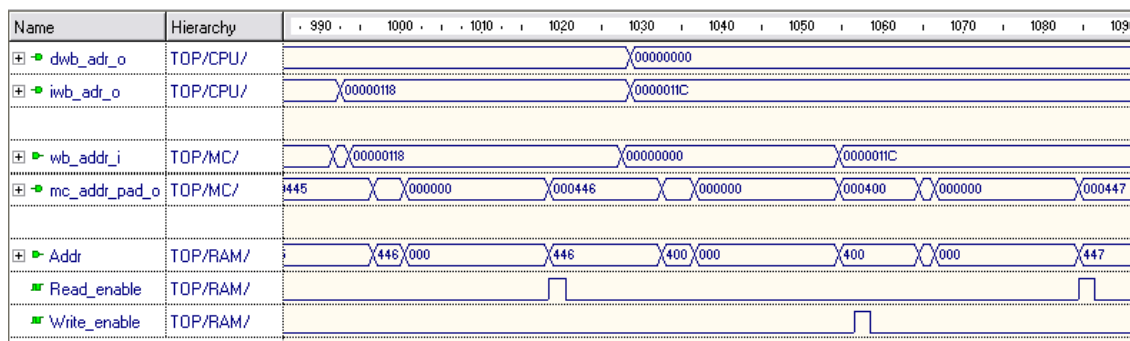 Name Hierarchy 990 1000 1010 1020 1030 1040 1050 1060 1070 1080 109
dwb_adr_o TOP/CPU/ 00000000
iwb_adr_o TOP/CPU/ 00000118 0000011C
wb_addr_i TOP/MC/ 00000118 00000000 0000011C
mc_addr_pad_o TOP/MC/ 445 000000 000446 000000 000400 000000 000447
Addr TOP/RAM/ 446 000 446 400 000 400 000 447
Read_enable TOP/RAM/
Write_enable TOP/RAM/